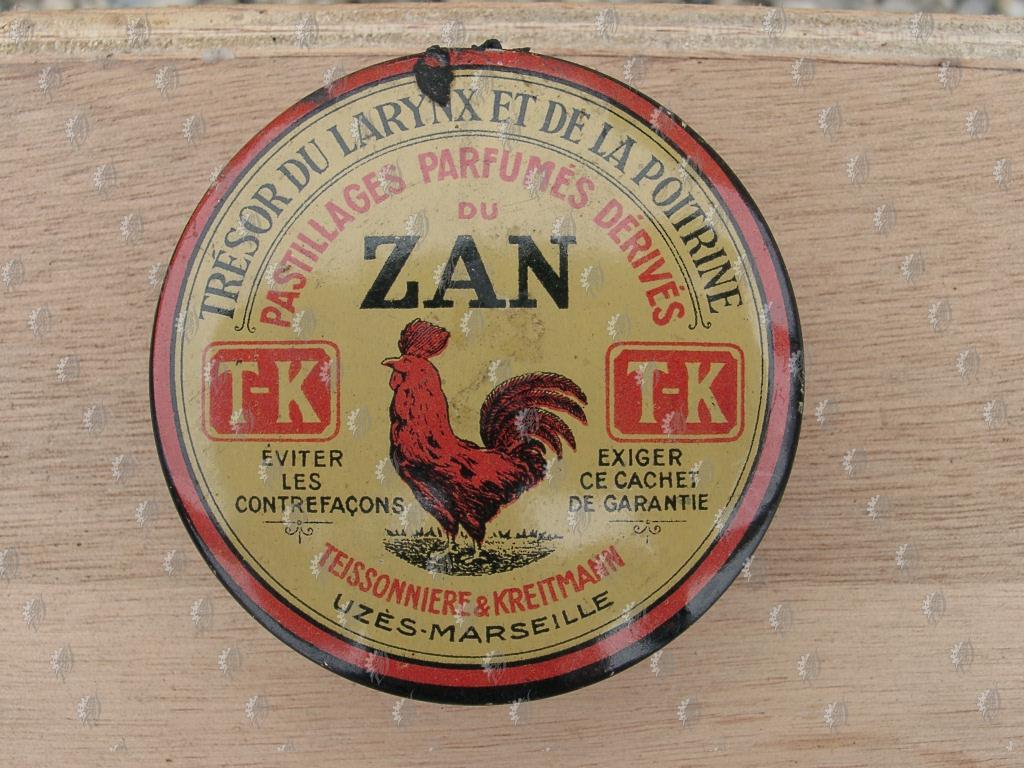 TRÉSOR DU LARYNX ET DE LA POITRINE
PASTILLAGES PARFUMÉS DÉRIVÉS
DU
ZAN
T-K
T-K
ÉVITER
LES
CONTREFAÇONS
EXIGER
CE CACHET
DE GARANTIE
TEISSONNIERE & KREITMANN
UZÈS-MARSEILLE